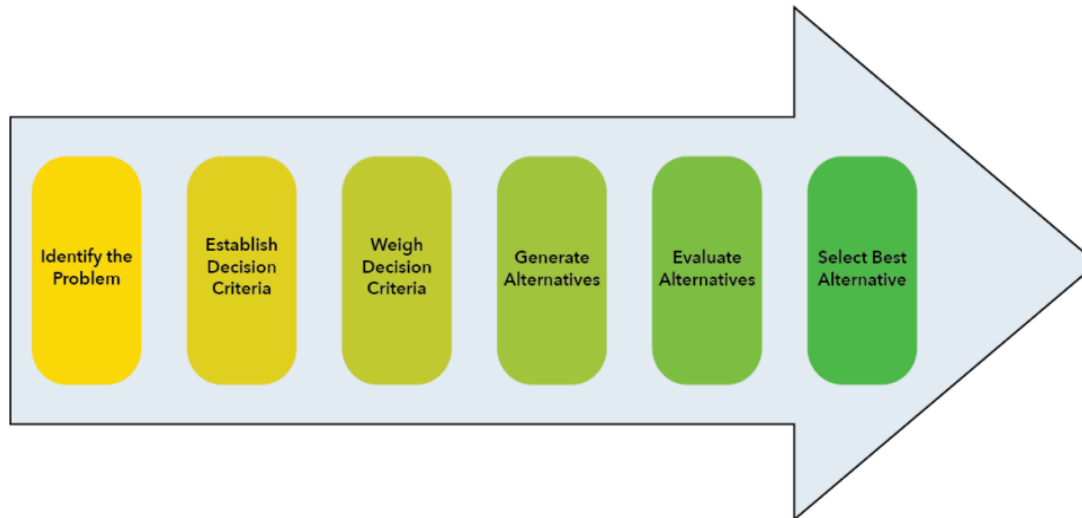 Identify the
Problem
Establish
Decision
Criteria
Weigh
Decision
Criteria
Generate
Alternatives
Evaluate
Alternatives
Select Best
Alternative